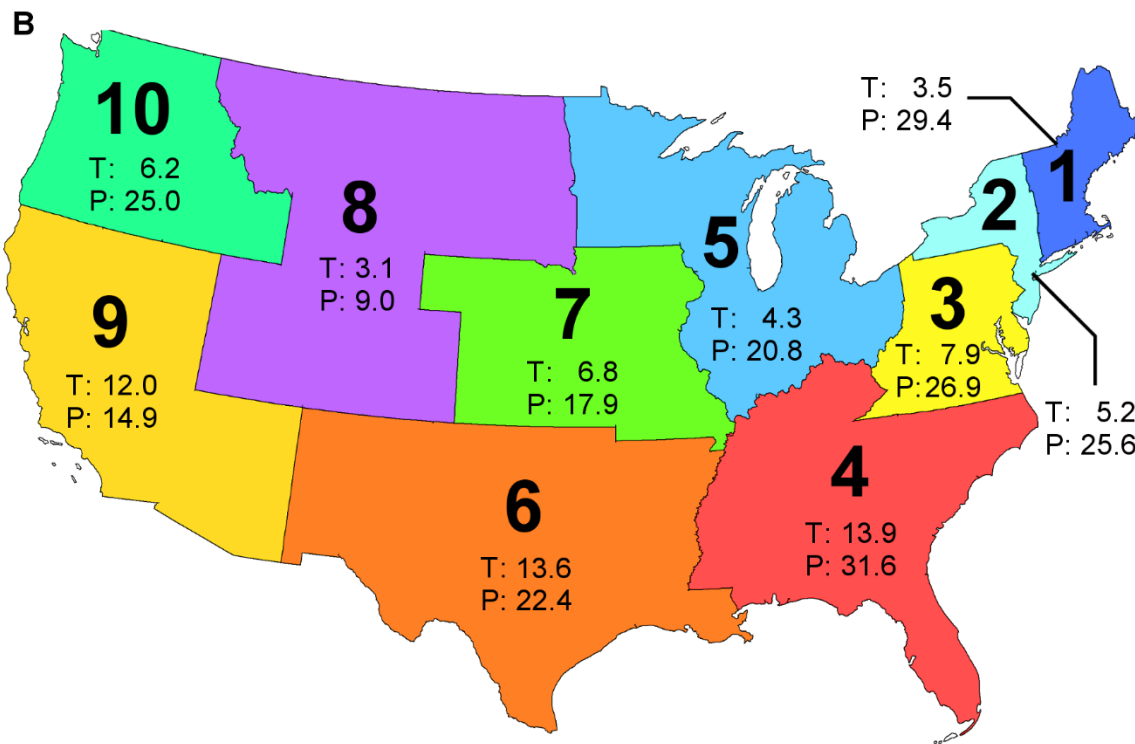 B
10
T: 6.2
P: 25.0
8
T: 3.1
P: 9.0
T: 3.5
P: 29.4
1
2
5
T: 4.3
P: 20.8
3
T: 7.9
P: 26.9
9
T: 12.0
P: 14.9
7
T: 6.8
P: 17.9
T: 5.2
P: 25.6
4
T: 13.9
P: 31.6
6
T: 13.6
P: 22.4